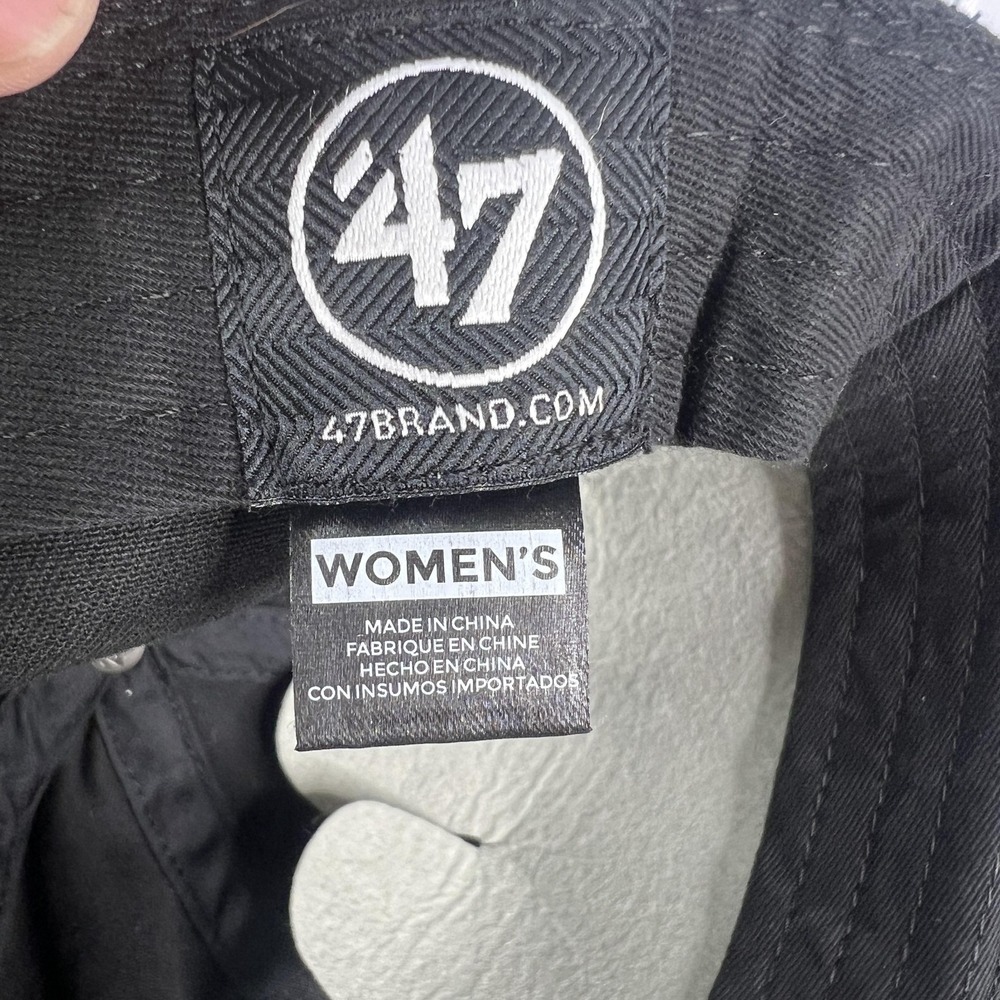 '47
47BRAND.COM
WOMEN'S
MADE IN CHINA
FABRIQUE EN CHINE
HECHO EN CHINA
CON INSUMOS IMPORTADOS